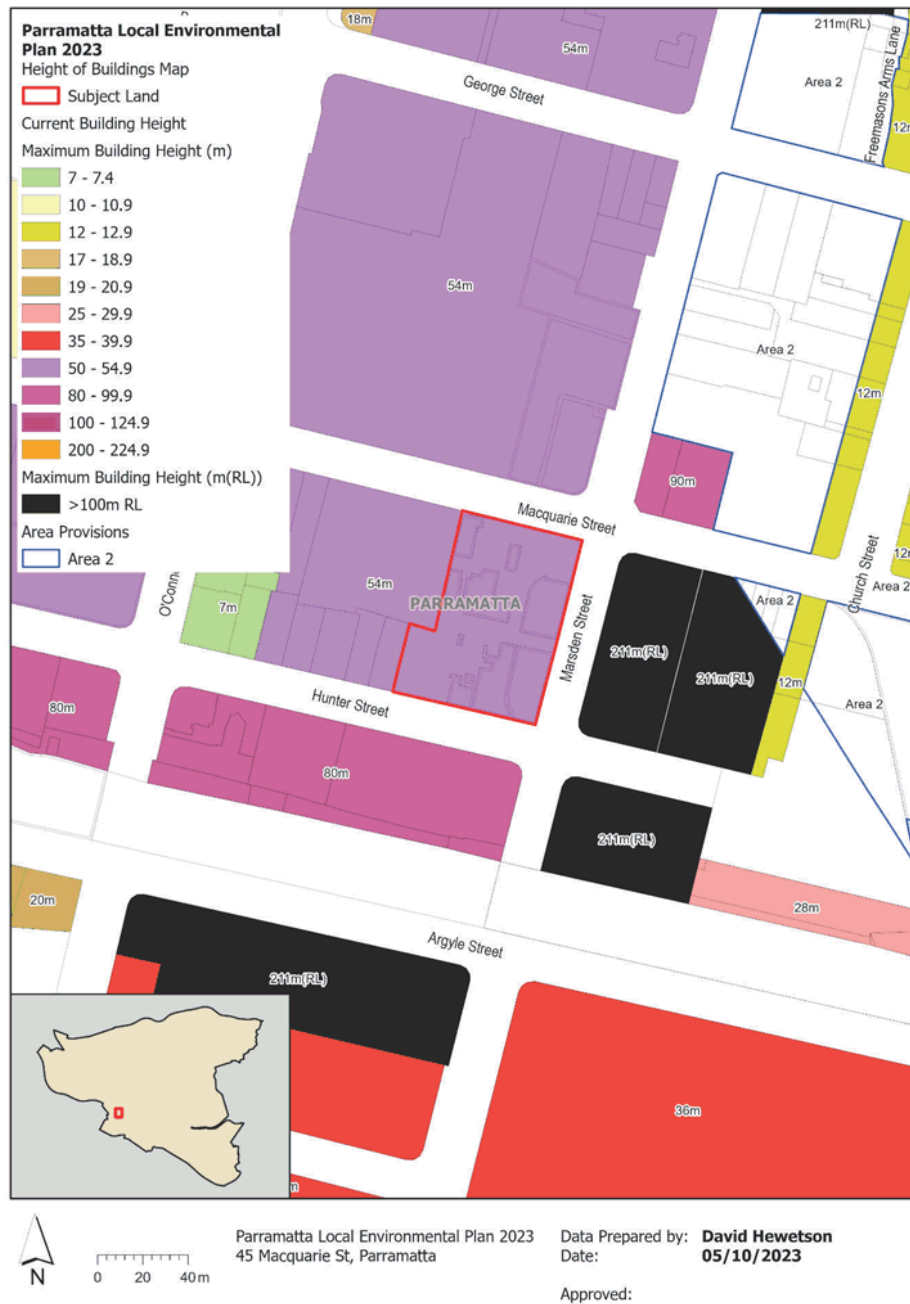 Parramatta Local Environmental
Plan 2023
Height of Buildings Map
Subject Land
Current Building Height
Maximum Building Height (m)
7 - 7.4
10 - 10.9
12 - 12.9
17 - 18.9
19 - 20.9
25 - 29.9
35 - 39.9
50 - 54.9
80 - 99.9
100 - 124.9
200 - 224.9
Maximum Building Height (m(RL))
>100m RL
Area Provisions
Area 2
18m
54m
211m(RL)
George Street
Area 2
Freemasons Arms Lane
12m
54m
Area 2
12m
90m
Macquarie Street
12m
Church Street
Area 2
Area 2
O'Conne
54m
7m
PARRAMATTA
Marsden Street
211m(RL)
211m(RL)
12m
Area 2
Hunter Street
80m
80m
211m(RL)
28m
20m
Argyle Street
211m(RL)
36m
m
N
0 20 40 m
Parramatta Local Environmental Plan 2023
45 Macquarie St, Parramatta
Data Prepared by: David Hewetson
Date: 05/10/2023
Approved: